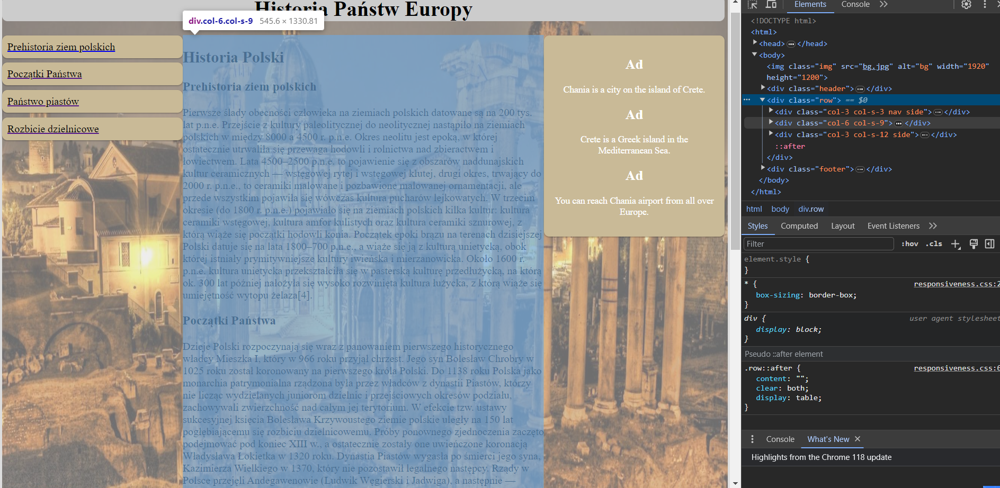 Historia Państw Europy
div.col-6.col-s-9 545.6 × 1330.81
Prehistoria ziem polskich
Początki Państwa
Państwo piastów
Rozbicie dzielnicowe
Historia Polski
Prehistoria ziem polskich
Pierwsze ślady obecności człowieka na ziemiach polskich datowane są na 200 tys.
lat p.n.e. Przejście z kultury paleolitycznej do neolitycznej nastąpiło na ziemiach
polskich w między 8000 a 4500 r. p.n.e. Okres neolitu jest epoką, w której
ostatecznie utrwaliła się przewaga hodowli i rolnictwa nad zbieractwem i
łowiectwem. Lata 4500–2500 p.n.e. to pojawienie się z obszarów naddunajskich
kultur ceramicznych — wstęgowej rytej i wstęgowej kłutej, drugi okres, trwający do
2000 r. p.n.e., to ceramiki malowane i pozbawione malowanej ornamentacji, ale
przede wszystkim pojawiła się wówczas kultura pucharów lejkowatych. W trzecim
okresie (do 1800 r. p.n.e.) pojawiało się na ziemiach polskich kilka kultur: kultura
ceramiki wstęgowej, kultura amfor kulistych oraz kultura ceramiki sznurowej, z
którą wiąże się początki hodowli konia. Początek epoki brązu na terenach dzisiejszej
Polski datuje się na lata 1800–700 p.n.e., a wiąże się ją z kulturą unietycką, obok
której istniały prymitywniejsze kultury iwieńska i mierzanowicka. Około 1600 r.
p.n.e. kultura unietycka przekształciła się w pasterską kulturę przedłużycką, na którą
ok. 300 lat później nałożyła się wysoko rozwinięta kultura łużycka, z którą wiąże się
umiejętność wytopu żelaza[4].
Początki Państwa
Dzieje Polski rozpoczynają się wraz z panowaniem pierwszego historycznego
władcy Mieszka I, który w 966 roku przyjął chrzest. Jego syn Bolesław Chrobry w
1025 roku został koronowany na pierwszego króla Polski. Do 1138 roku Polska jako
monarchia patrymonialna rządzona była przez władców z dynastii Piastów, którzy
nie licząc wydzielanych juniorom dzielnic i przejściowych okresów podziału,
zachowywali zwierzchność nad całym jej terytorium. W efekcie tzw. ustawy
sukcesyjnej księcia Bolesława Krzywoustego ziemie polskie uległy na 150 lat
pogłębiającemu się rozbiciu dzielnicowemu. Próby ponownego zjednoczenia zaczęto
podejmować pod koniec XIII w., a ostatecznie zostały one uwieńczone koronacją
Władysława Łokietka w 1320 roku. Dynastia Piastów wygasła po śmierci jego syna,
Kazimierza Wielkiego w 1370, który nie pozostawił legalnego następcy. Rządy w
Polsce przejęli Andegawenowie (Ludwik Węgierski i Jadwiga), a następnie —
Ad
Chania is a city on the island of Crete.
Ad
Crete is a Greek island in the
Mediterranean Sea.
Ad
You can reach Chania airport from all over
Europe.
Elements Console
<!DOCTYPE html>
<html>
<head> ⋯ </head>
<body>
<img class="img" src="bg.jpg" alt="bg" width="1920"
height="1200">
<div class="header"> ⋯ </div>
<div class="row"> == $0
<div class="col-3 col-s-3 nav side"> ⋯ </div>
<div class="col-6 col-s-9"> ⋯ </div>
<div class="col-3 col-s-12 side"> ⋯ </div>
::after
</div>
<div class="footer"> ⋯ </div>
</body>
</html>
html body div.row
Styles Computed Layout Event Listeners
Filter :hov .cls
element.style {
}
* { responsiveness.css:2
box-sizing: border-box;
}
div { user agent stylesheet
display: block;
}
Pseudo ::after element
.row::after { responsiveness.css:6
content: "";
clear: both;
display: table;
}
Console What's New
Highlights from the Chrome 118 update